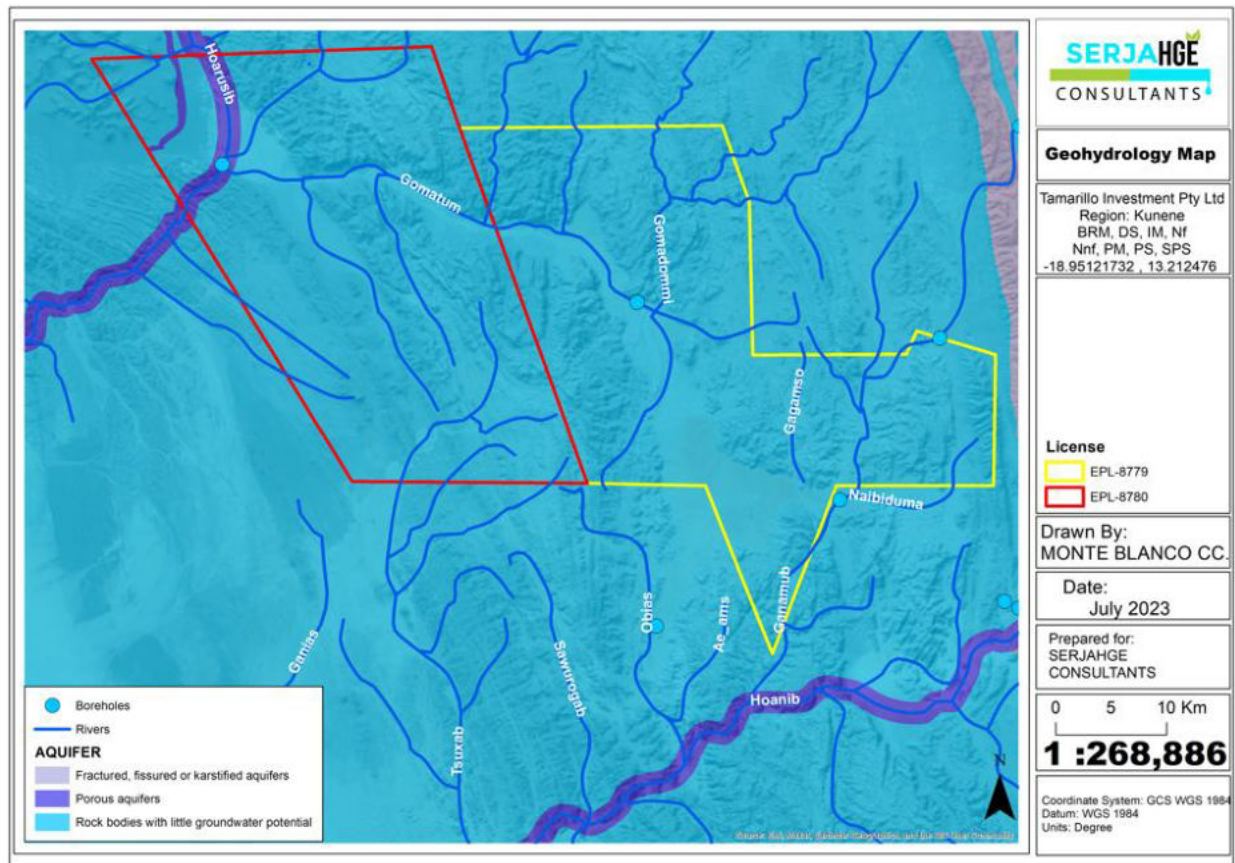 Hoarusib
Gomatum
Gomadommi
Gagamso
Nalbiduma
Ganamub
Ae_ams
Obias
Sawurogab
Tsuxab
Ganias
Hoanib
Boreholes
Rivers
AQUIFER
Fractured, fissured or karstified aquifers
Porous aquifers
Rock bodies with little groundwater potential
SERJAHGE
CONSULTANTS
Geohydrology Map
Tamarillo Investment Pty Ltd
Region: Kunene
BRM, DS, IM, Nf
Nnf, PM, PS, SPS
-18.95121732 , 13.212476
License
EPL-8779
EPL-8780
Drawn By:
MONTE BLANCO CC.
Date:
July 2023
Prepared for:
SERJAHGE
CONSULTANTS
0 5 10 Km
1 :268,886
N
Coordinate System: GCS WGS 1984
Datum: WGS 1984
Units: Degree